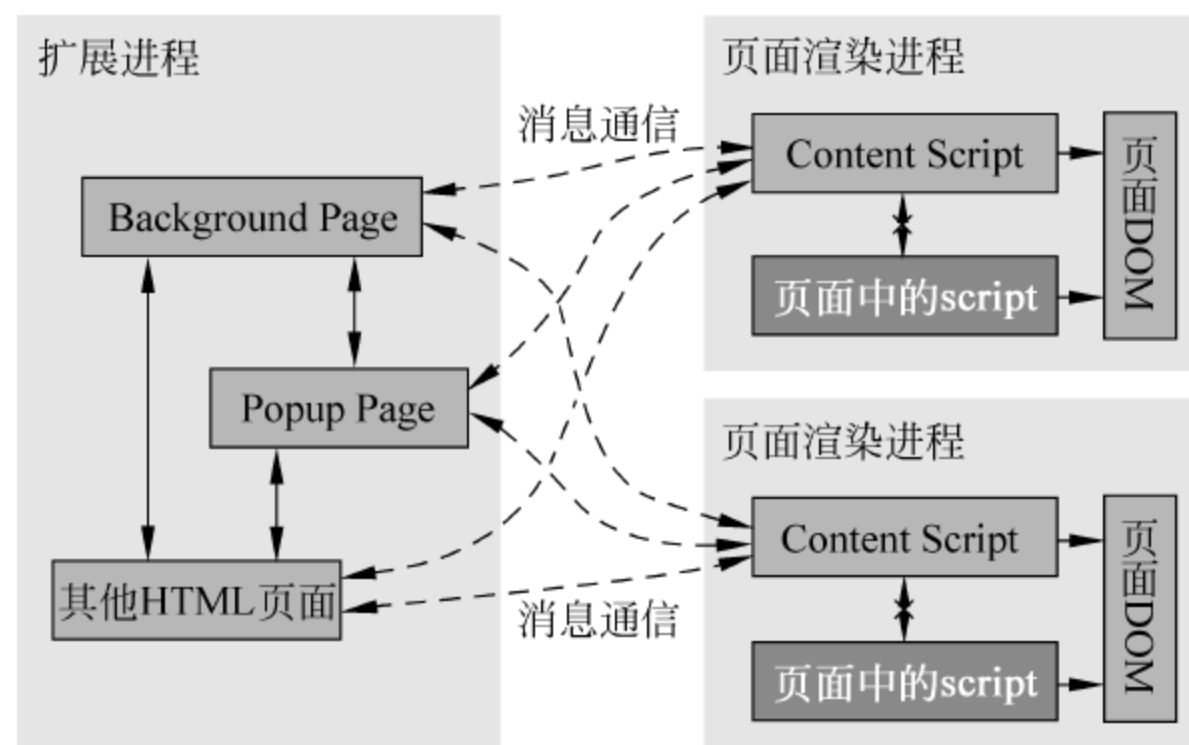 扩展进程
Background Page
Popup Page
其他HTML页面
消息通信
消息通信
页面渲染进程
Content Script
页面中的script
页面DOM
页面渲染进程
Content Script
页面中的script
页面DOM